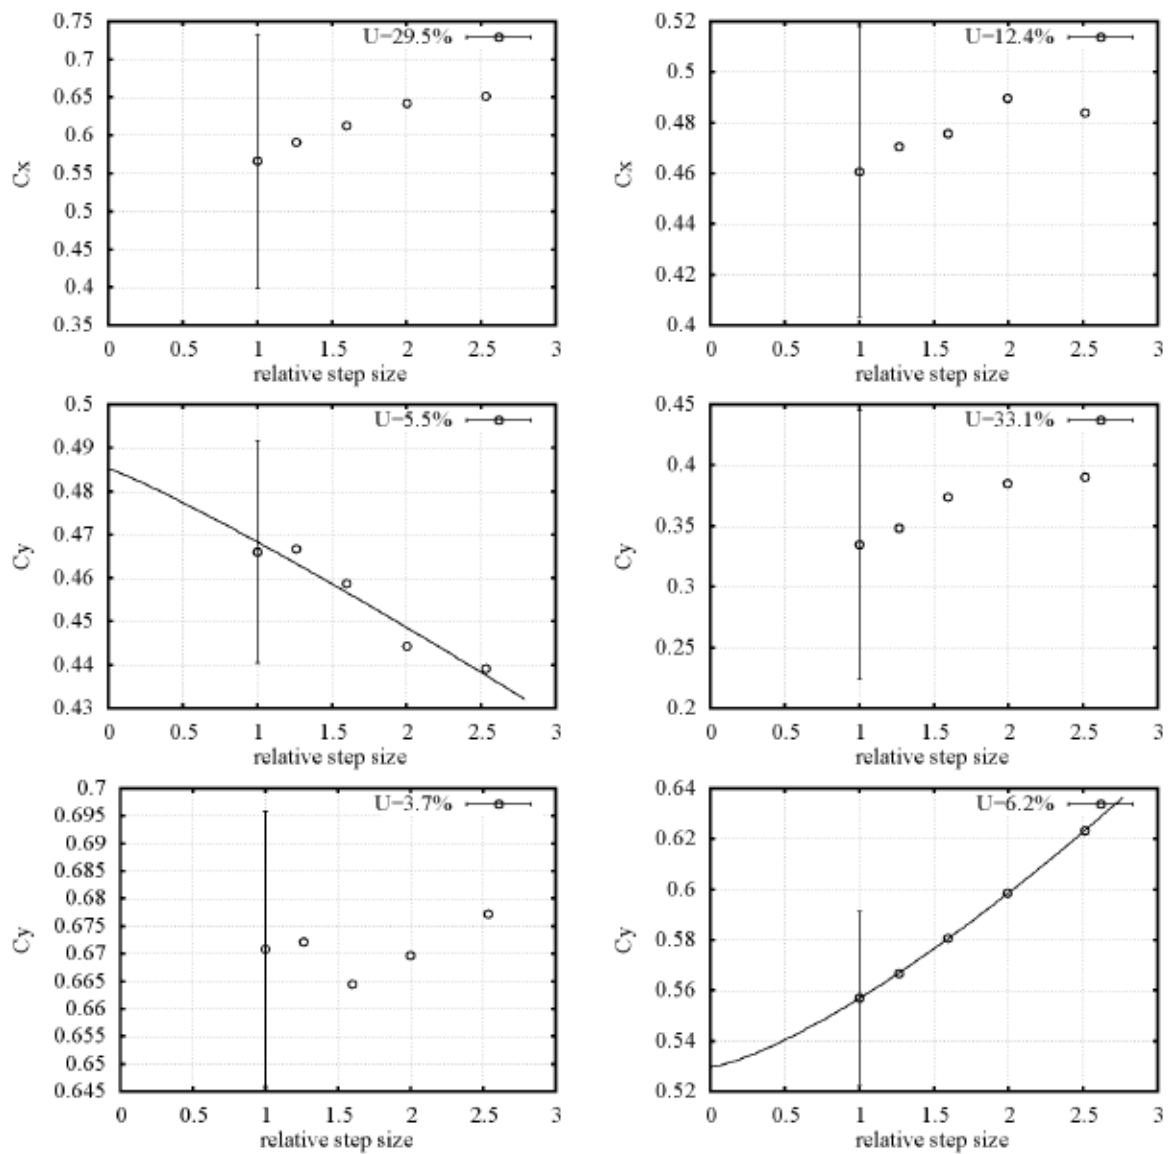 0.75
0.7
0.65
0.6
0.55
0.5
0.45
0.4
0.35
Cx
U=29.5%
0 0.5 1 1.5 2 2.5 3
relative step size
0.52
0.5
0.48
0.46
0.44
0.42
0.4
Cx
U=12.4%
0 0.5 1 1.5 2 2.5 3
relative step size
0.5
0.49
0.48
0.47
0.46
0.45
0.44
0.43
Cy
U=5.5%
0 0.5 1 1.5 2 2.5 3
relative step size
0.45
0.4
0.35
0.3
0.25
0.2
Cy
U=33.1%
0 0.5 1 1.5 2 2.5 3
relative step size
0.7
0.695
0.69
0.685
0.68
0.675
0.67
0.665
0.66
0.655
0.65
0.645
Cy
U=3.7%
0 0.5 1 1.5 2 2.5 3
relative step size
0.64
0.62
0.6
0.58
0.56
0.54
0.52
Cy
U=6.2%
0 0.5 1 1.5 2 2.5 3
relative step size